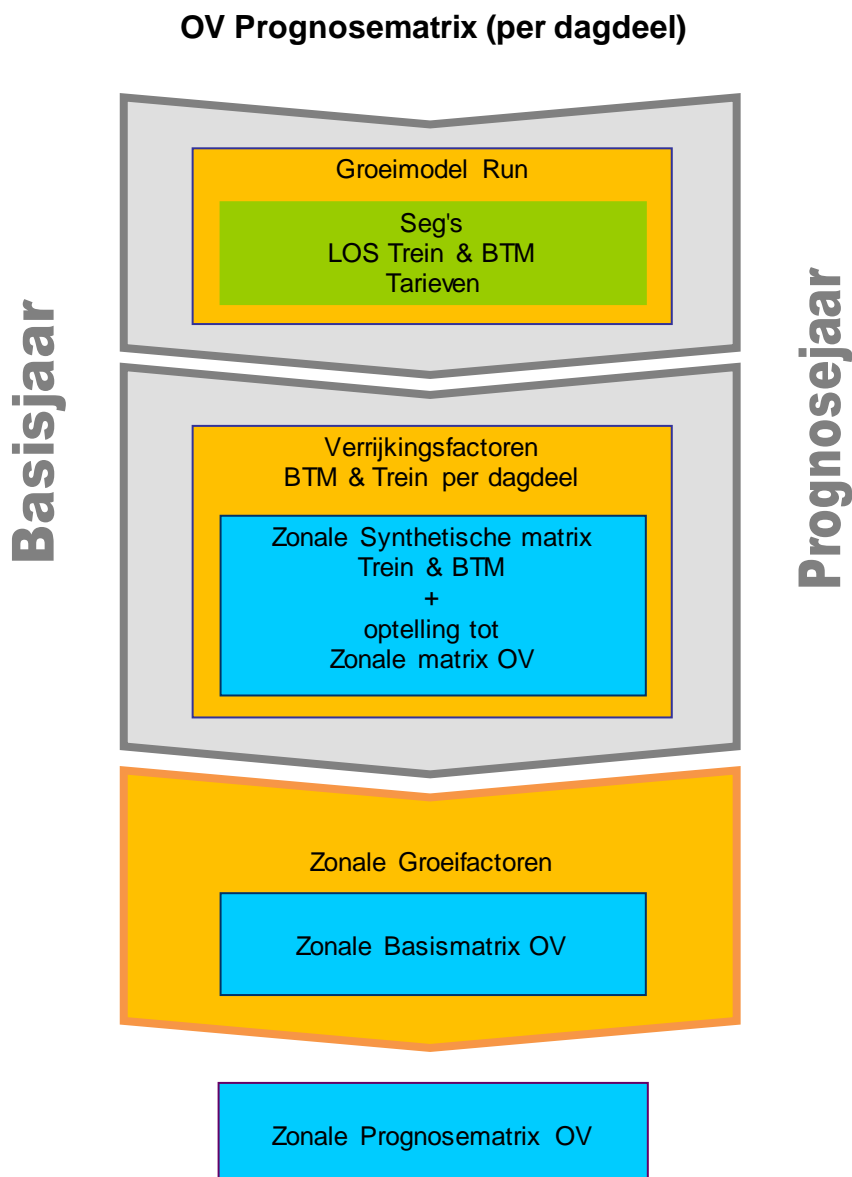 OV Prognosematrix (per dagdeel)
Groeimodel Run
Seg's
LOS Trein & BTM
Tarieven
Basisjaar
Prognosejaar
Verrijkingsfactoren
BTM & Trein per dagdeel
Zonale Synthetische matrix
Trein & BTM
+
optelling tot
Zonale matrix OV
Zonale Groeifactoren
Zonale Basismatrix OV
Zonale Prognosematrix OV